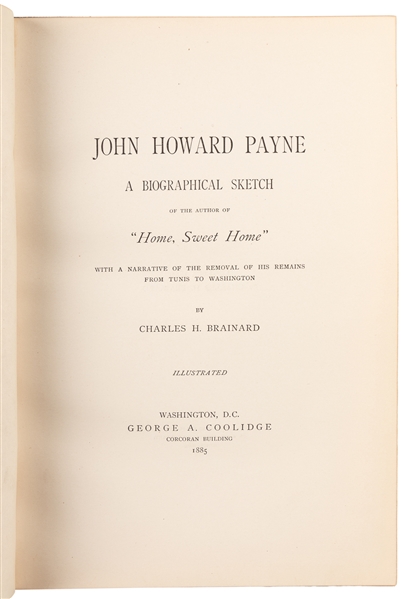 JOHN HOWARD PAYNE
A BIOGRAPHICAL SKETCH
OF THE AUTHOR OF
"Home, Sweet Home"
WITH A NARRATIVE OF THE REMOVAL OF HIS REMAINS
FROM TUNIS TO WASHINGTON
BY
CHARLES H. BRAINARD
ILLUSTRATED
WASHINGTON, D.C.
GEORGE A. COOLIDGE
CORCORAN BUILDING
1885